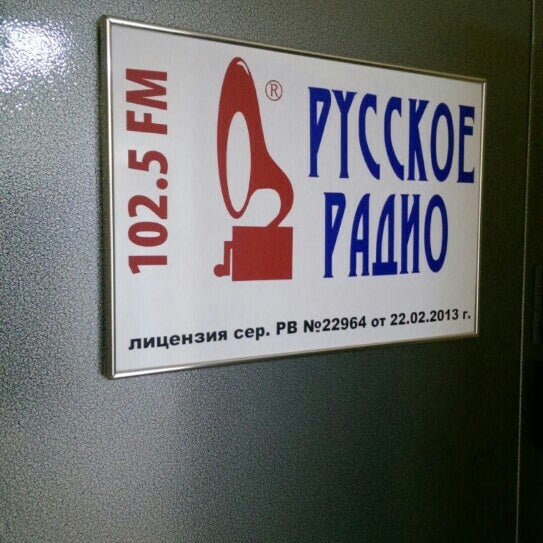 102.5 FM
®
РУССКОЕ
РАДИО
лицензия сер. РВ №22964 от 22.02.2013 г.